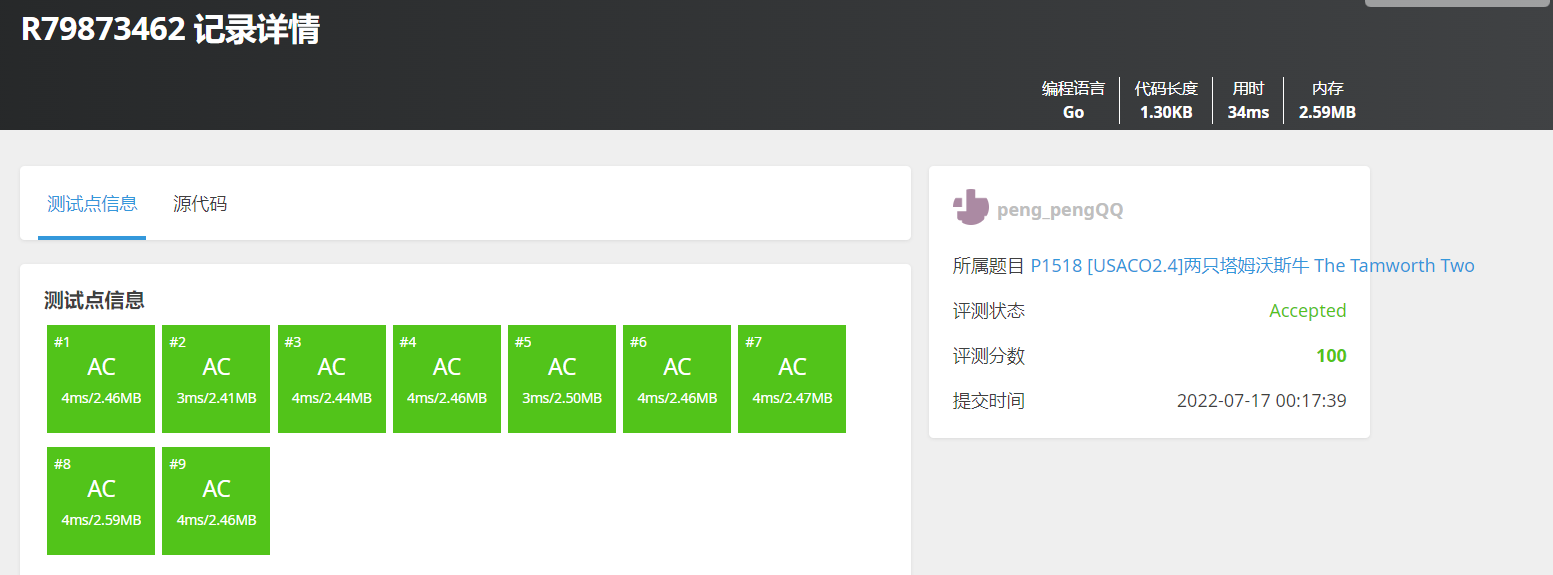 R79873462 记录详情
编程语言 代码长度 用时 内存
Go 1.30KB 34ms 2.59MB
测试点信息 源代码
测试点信息
#1 #2 #3 #4 #5 #6 #7
AC AC AC AC AC AC AC
4ms/2.46MB 3ms/2.41MB 4ms/2.44MB 4ms/2.46MB 3ms/2.50MB 4ms/2.46MB 4ms/2.47MB
#8 #9
AC AC
4ms/2.59MB 4ms/2.46MB
peng_pengQQ
所属题目 P1518 [USACO2.4]两只塔姆沃斯牛 The Tamworth Two
评测状态 Accepted
评测分数 100
提交时间 2022-07-17 00:17:39